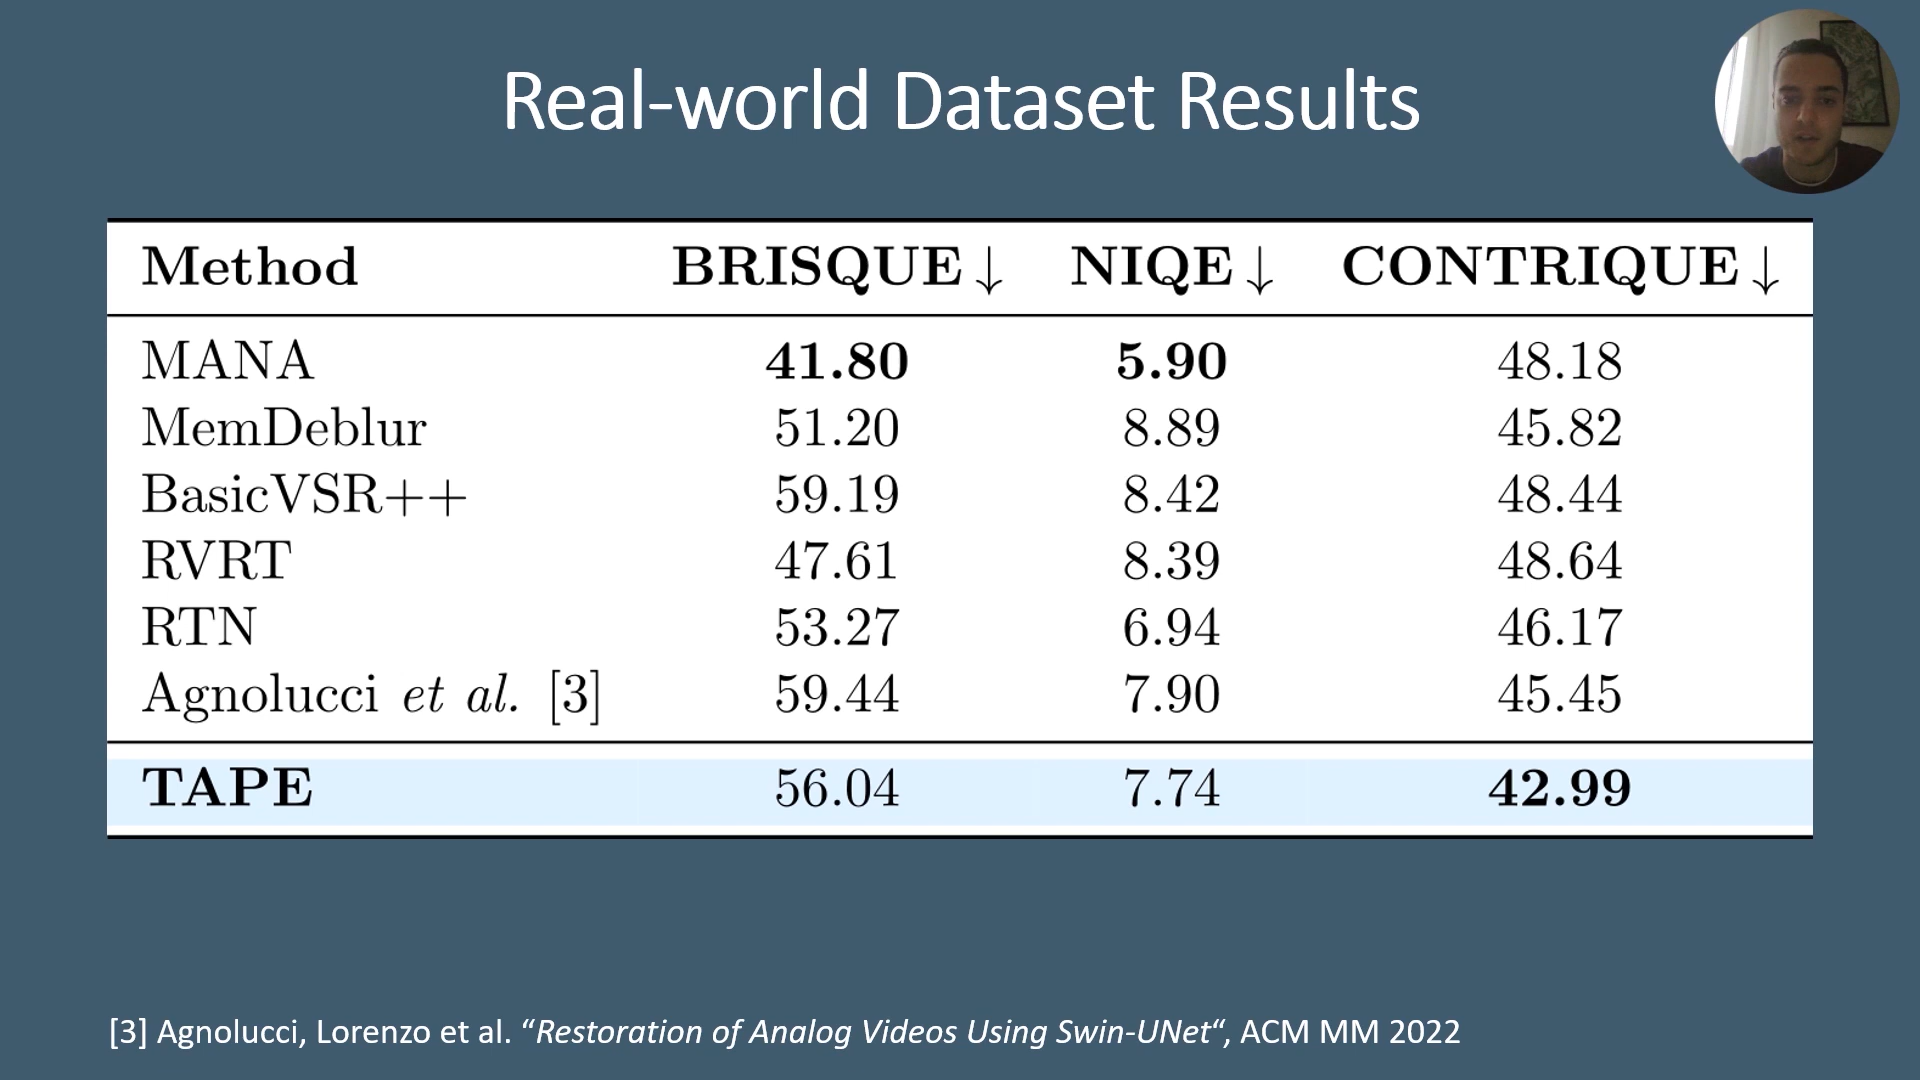 Real-world Dataset Results
Method BRISQUE ↓ NIQE ↓ CONTRIQUE ↓
MANA 41.80 5.90 48.18
MemDeblur 51.20 8.89 45.82
BasicVSR++ 59.19 8.42 48.44
RVRT 47.61 8.39 48.64
RTN 53.27 6.94 46.17
Agnolucci et al. [3] 59.44 7.90 45.45
TAPE 56.04 7.74 42.99
[3] Agnolucci, Lorenzo et al. “Restoration of Analog Videos Using Swin-UNet“, ACM MM 2022